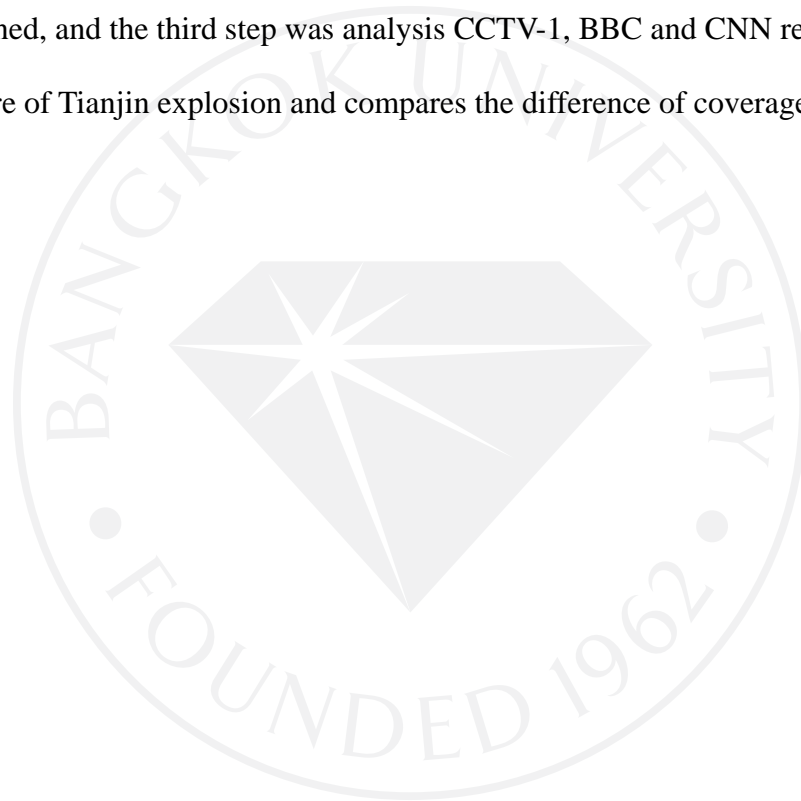 ned, and the third step was analysis CCTV-1, BBC and CNN re
re of Tianjin explosion and compares the difference of coverage
BANGKOK UNIVERSITY
FOUNDED 1962